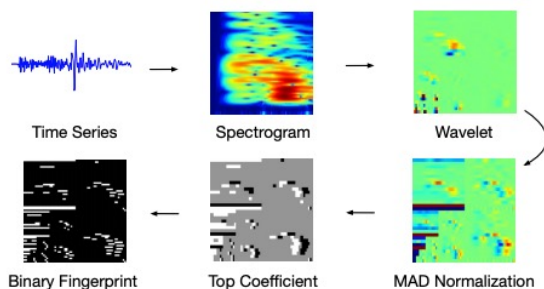 Time Series
Spectrogram
Wavelet
Binary Fingerprint
Top Coefficient
MAD Normalization